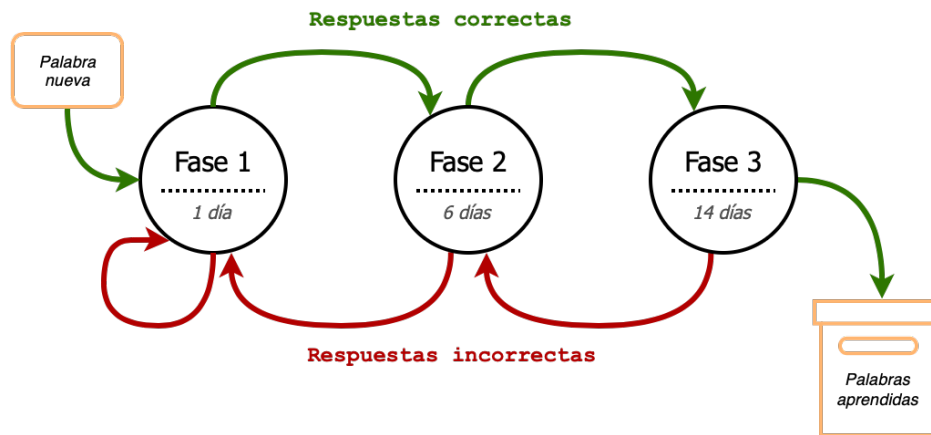 Respuestas correctas
Palabra
nueva
Fase 1
1 día
Fase 2
6 días
Fase 3
14 días
Respuestas incorrectas
Palabras
aprendidas